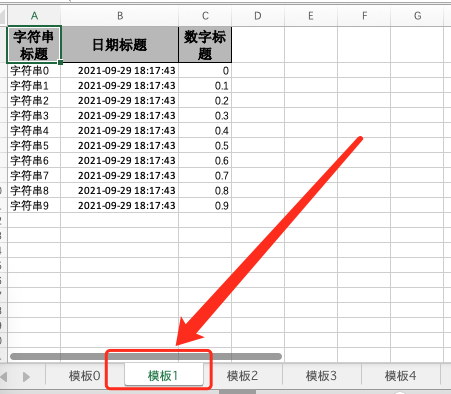 A B C D E F G
字符串标题 日期标题 数字标题
字符串0 2021-09-29 18:17:43 0
字符串1 2021-09-29 18:17:43 0.1
字符串2 2021-09-29 18:17:43 0.2
字符串3 2021-09-29 18:17:43 0.3
字符串4 2021-09-29 18:17:43 0.4
字符串5 2021-09-29 18:17:43 0.5
字符串6 2021-09-29 18:17:43 0.6
字符串7 2021-09-29 18:17:43 0.7
字符串8 2021-09-29 18:17:43 0.8
字符串9 2021-09-29 18:17:43 0.9
模板0 模板1 模板2 模板3 模板4